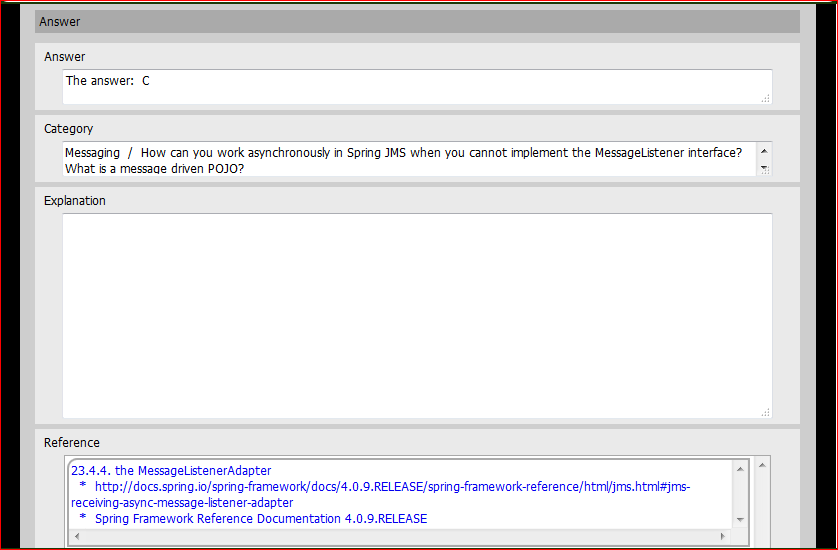 Answer
Answer
The answer:  C
Category
Messaging  /  How can you work asynchronously in Spring JMS when you cannot implement the MessageListener interface?
What is a message driven POJO?
Explanation
Reference
23.4.4. the MessageListenerAdapter
*  http://docs.spring.io/spring-framework/docs/4.0.9.RELEASE/spring-framework-reference/html/jms.html#jms-
receiving-async-message-listener-adapter
*  Spring Framework Reference Documentation 4.0.9.RELEASE